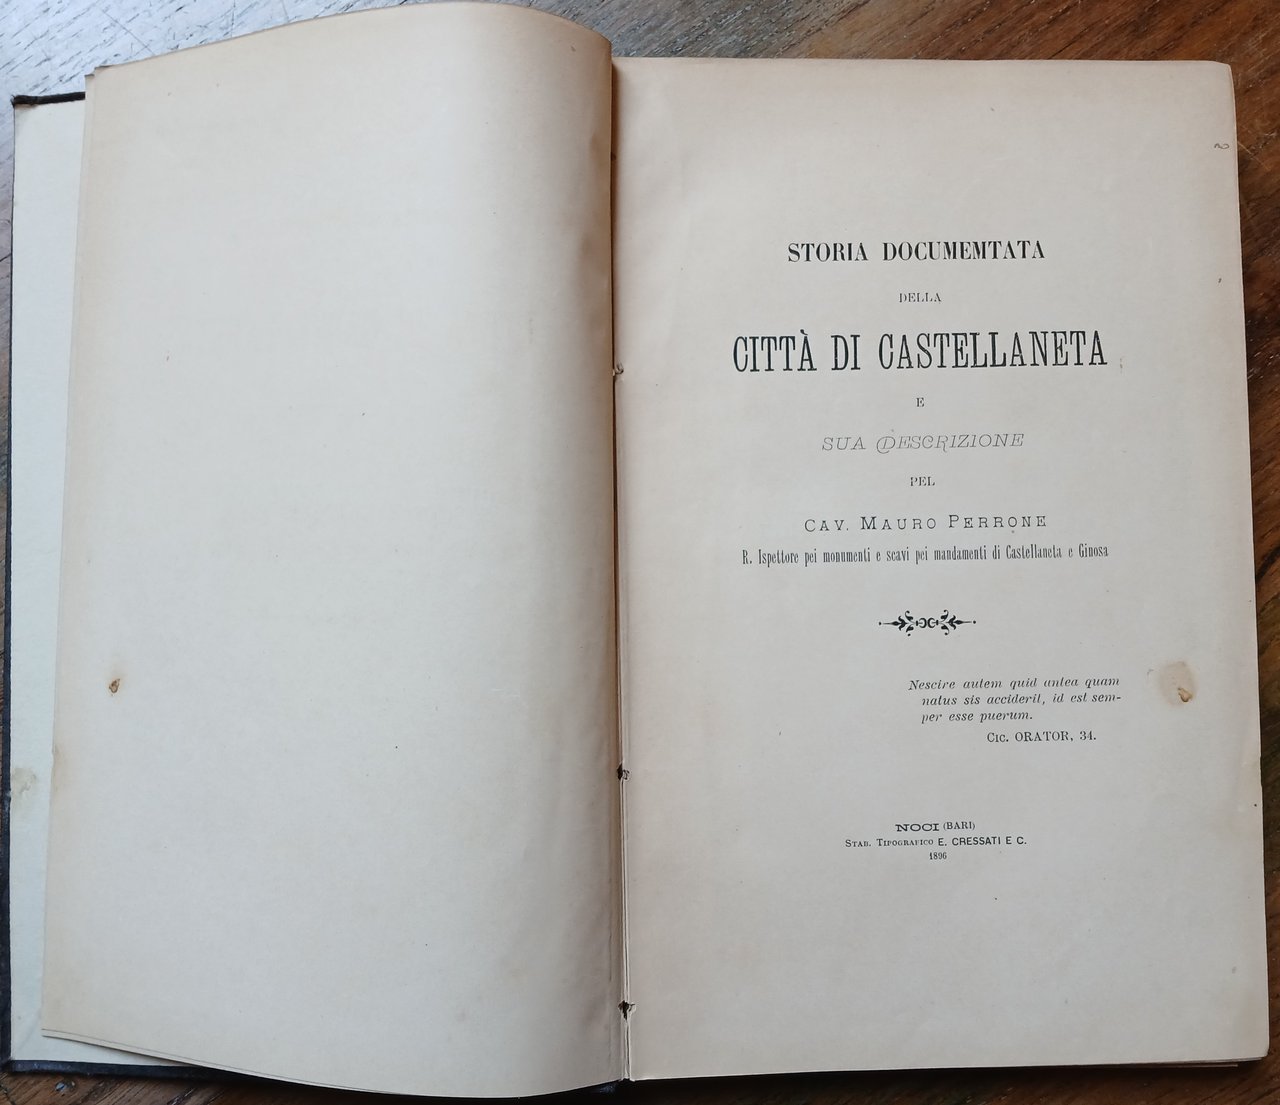 STORIA DOCUMEMTATA
DELLA
CITTÀ DI CASTELLANETA
E
SUA DESCRIZIONE
PEL
CAV. MAURO PERRONE
R. Ispettore pei monumenti e scavi pei mandamenti di Castellaneta e Ginosa
Nescire autem quid antea quam
natus sis acciderit, id est sem-
per esse puerum.
CIC. ORATOR, 34.
NOCI (BARI)
STAB. TIPOGRAFICO E. CRESSATI E C.
1896